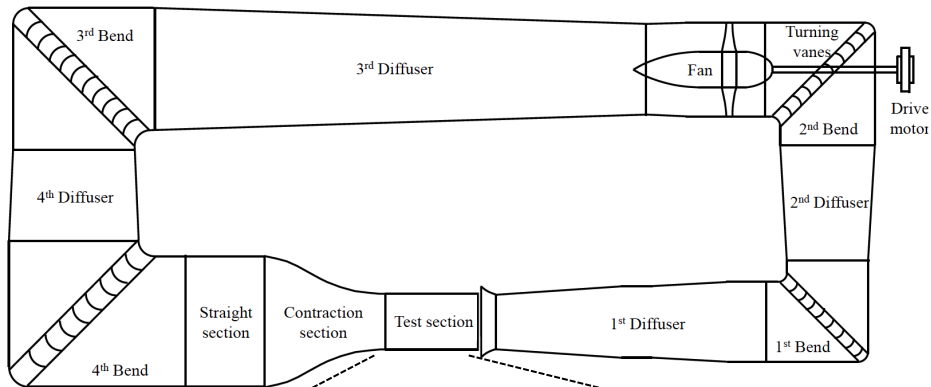 3rd Bend
3rd Diffuser
Fan
Turning
vanes
Drive
motor
2nd Bend
4th Diffuser
2nd Diffuser
Straight
section
Contraction
section
Test section
1st Diffuser
1st Bend
4th Bend